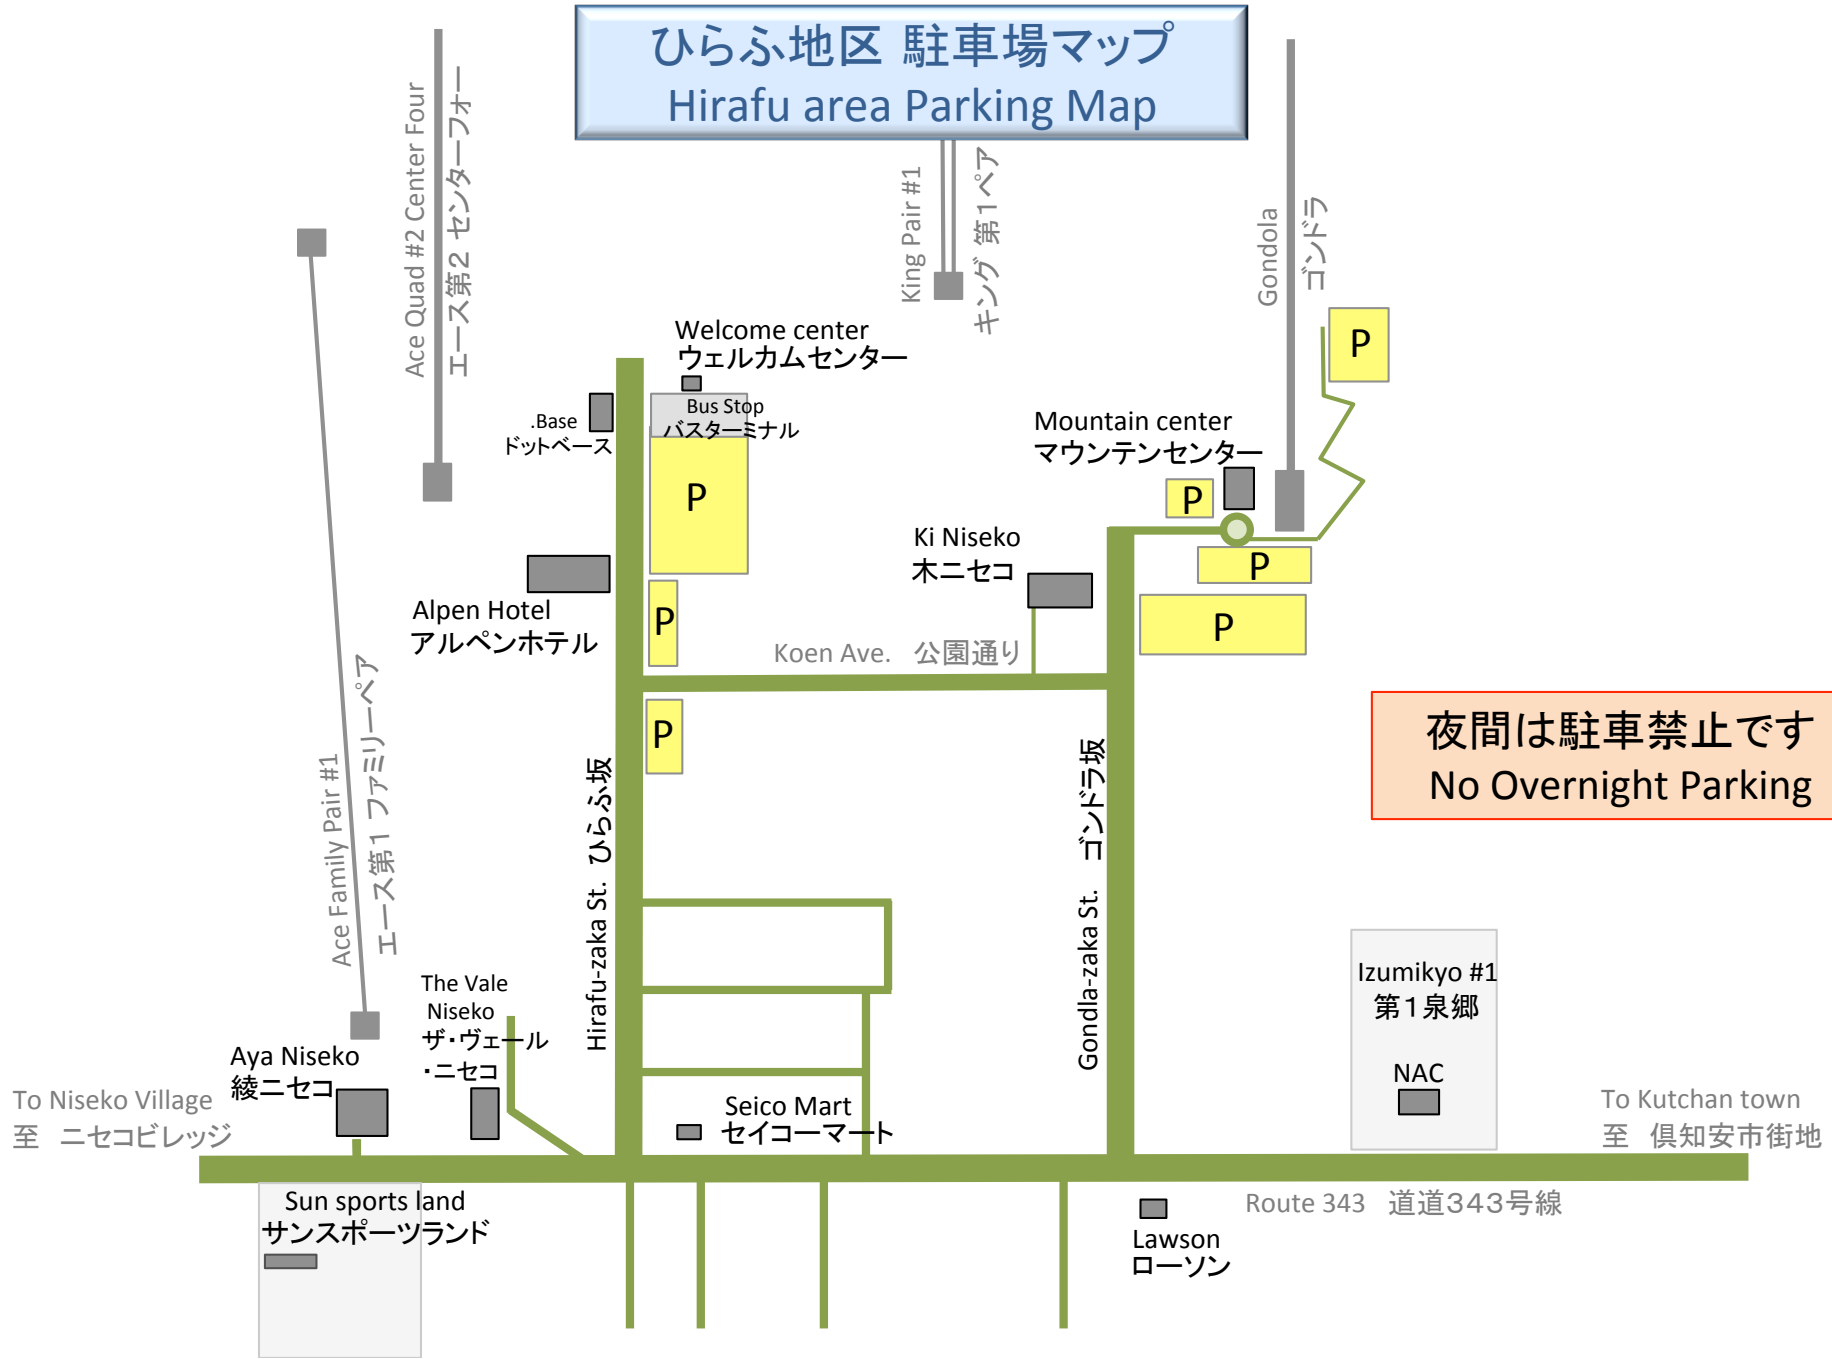 ひらふ地区 駐車場マップ
Hirafu area Parking Map
Ace Quad #2 Center Four
エース第2 センターフォー
King Pair #1
キング 第1ペア
Gondola
ゴンドラ
P
Welcome center
ウェルカムセンター
.Base
ドットベース
Bus Stop
バスターミナル
P
Mountain center
マウンテンセンター
P
Ki Niseko
木ニセコ
P
P
Alpen Hotel
アルペンホテル
P
Koen Ave. 公園通り
P
夜間は駐車禁止です
No Overnight Parking
Ace Family Pair #1
エース第1 ファミリーペア
Hirafu-zaka St. ひらふ坂
Gondla-zaka St. ゴンドラ坂
The Vale
Niseko
ザ・ヴェール
・ニセコ
Izumikyo #1
第1泉郷
NAC
Aya Niseko
綾ニセコ
To Niseko Village
至 ニセコビレッジ
Seico Mart
セイコーマート
To Kutchan town
至 倶知安市街地
Sun sports land
サンスポーツランド
Route 343 道道343号線
Lawson
ローソン